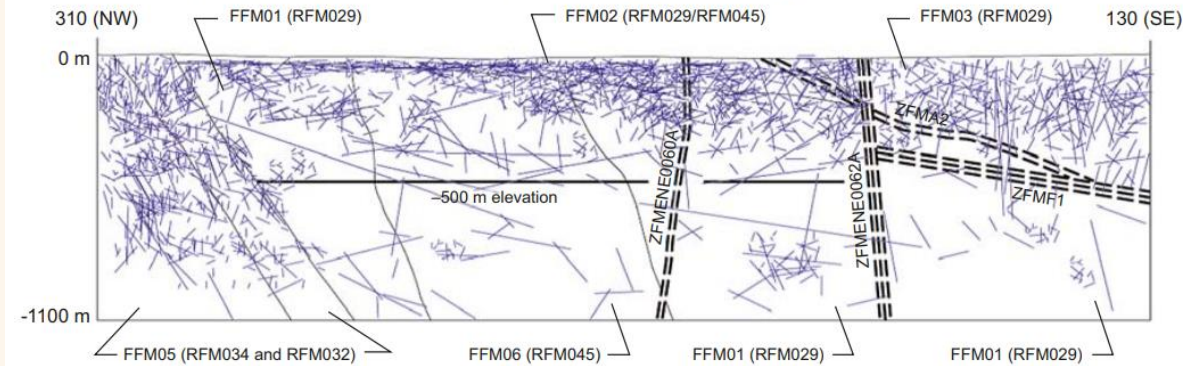 310 (NW)
FFM01 (RFM029)
FFM02 (RFM029/RFM045)
FFM03 (RFM029)
130 (SE)
0 m
ZFMA2
ZFMENE0060A
ZFMENE0062A
–500 m elevation
ZFMF1
-1100 m
FFM05 (RFM034 and RFM032)
FFM06 (RFM045)
FFM01 (RFM029)
FFM01 (RFM029)